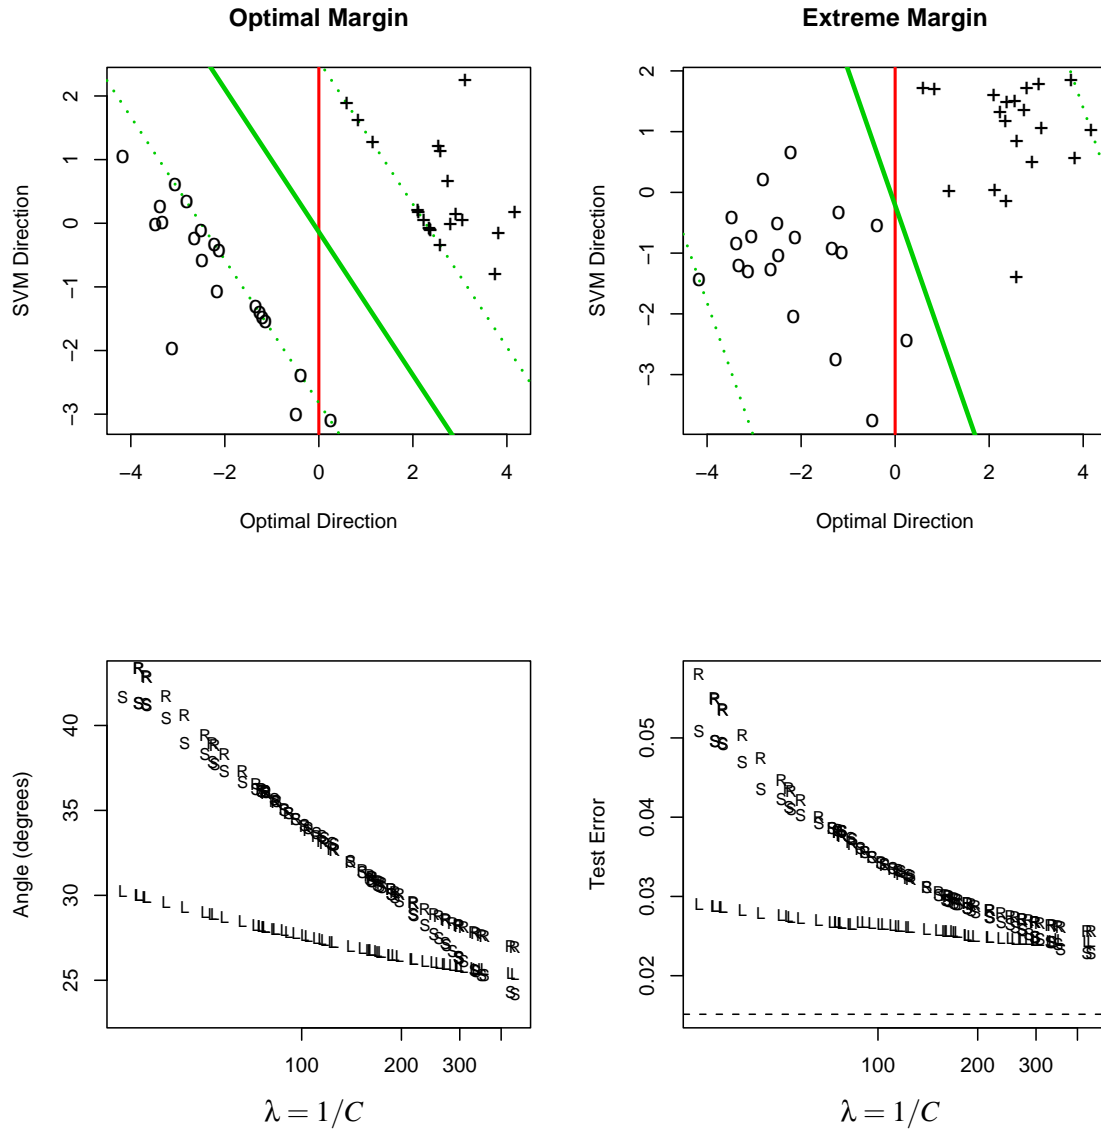 Optimal Margin
Extreme Margin
SVM Direction
2
1
0
−1
−2
−3
−4 −2 0 2 4
Optimal Direction
SVM Direction
2
1
0
−1
−2
−3
−4 −2 0 2 4
Optimal Direction
Angle (degrees)
40
35
30
25
100 200 300
λ = 1/C
Test Error
0.05
0.04
0.03
0.02
100 200 300
λ = 1/C